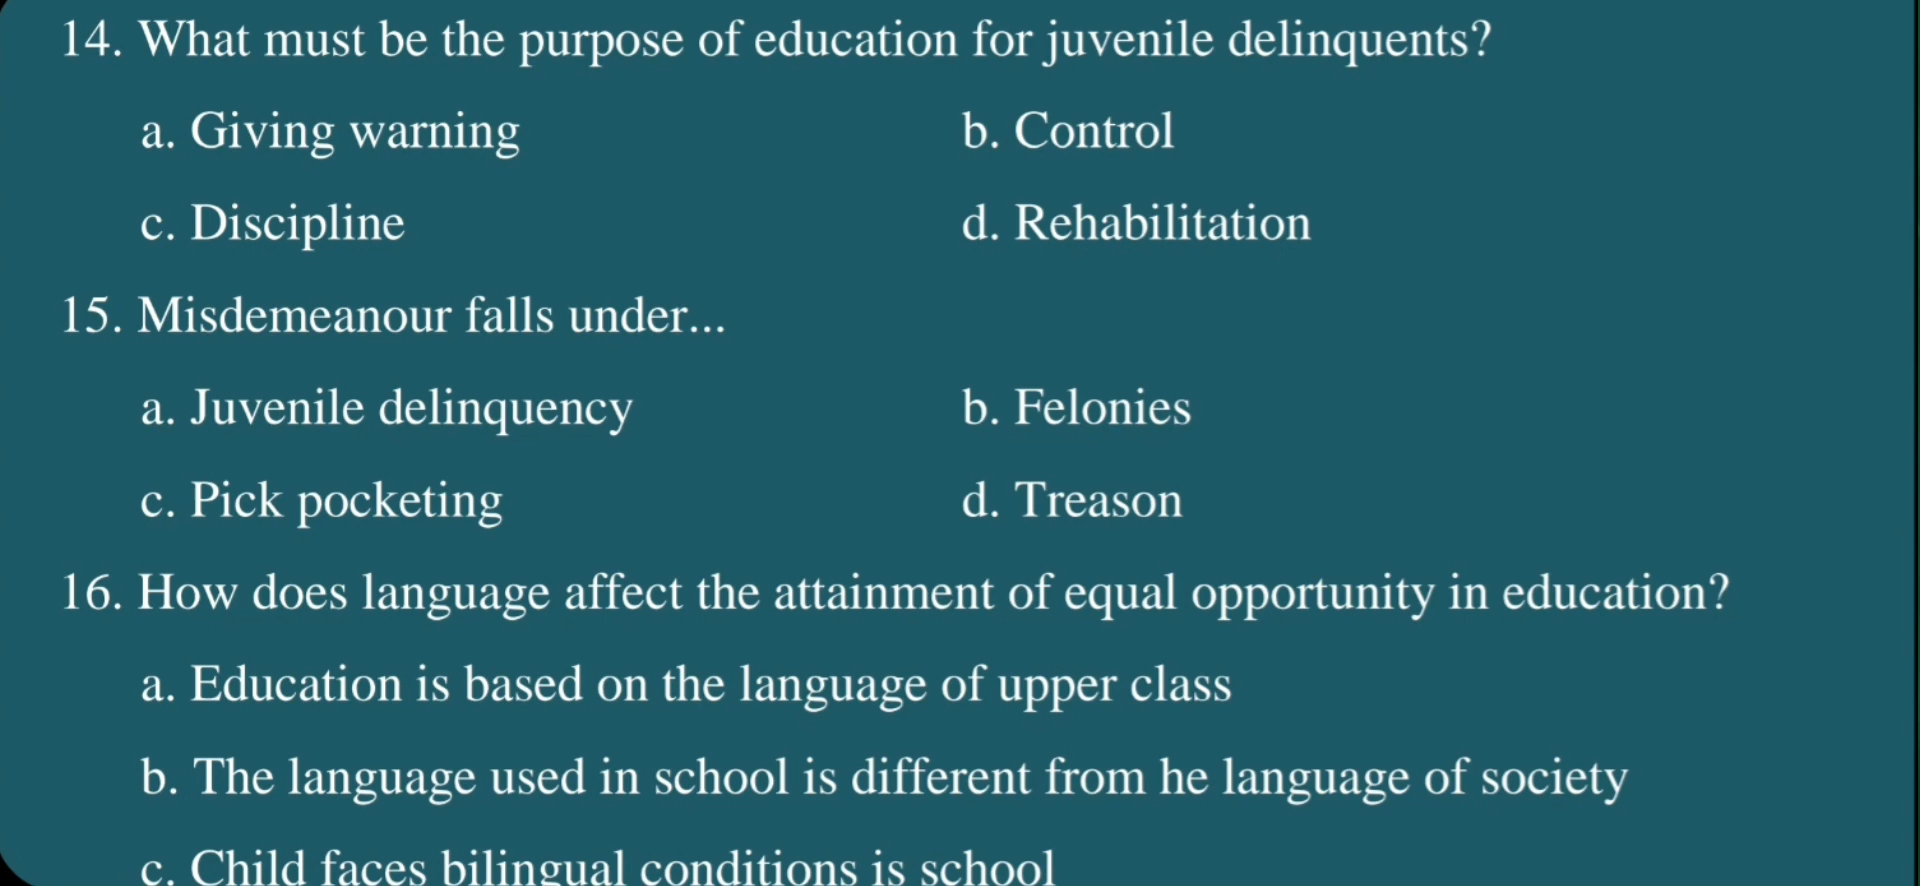 14. What must be the purpose of education for juvenile delinquents?
a. Giving warning b. Control
c. Discipline d. Rehabilitation
15. Misdemeanour falls under...
a. Juvenile delinquency b. Felonies
c. Pick pocketing d. Treason
16. How does language affect the attainment of equal opportunity in education?
a. Education is based on the language of upper class
b. The language used in school is different from he language of society
c. Child faces bilingual conditions is school